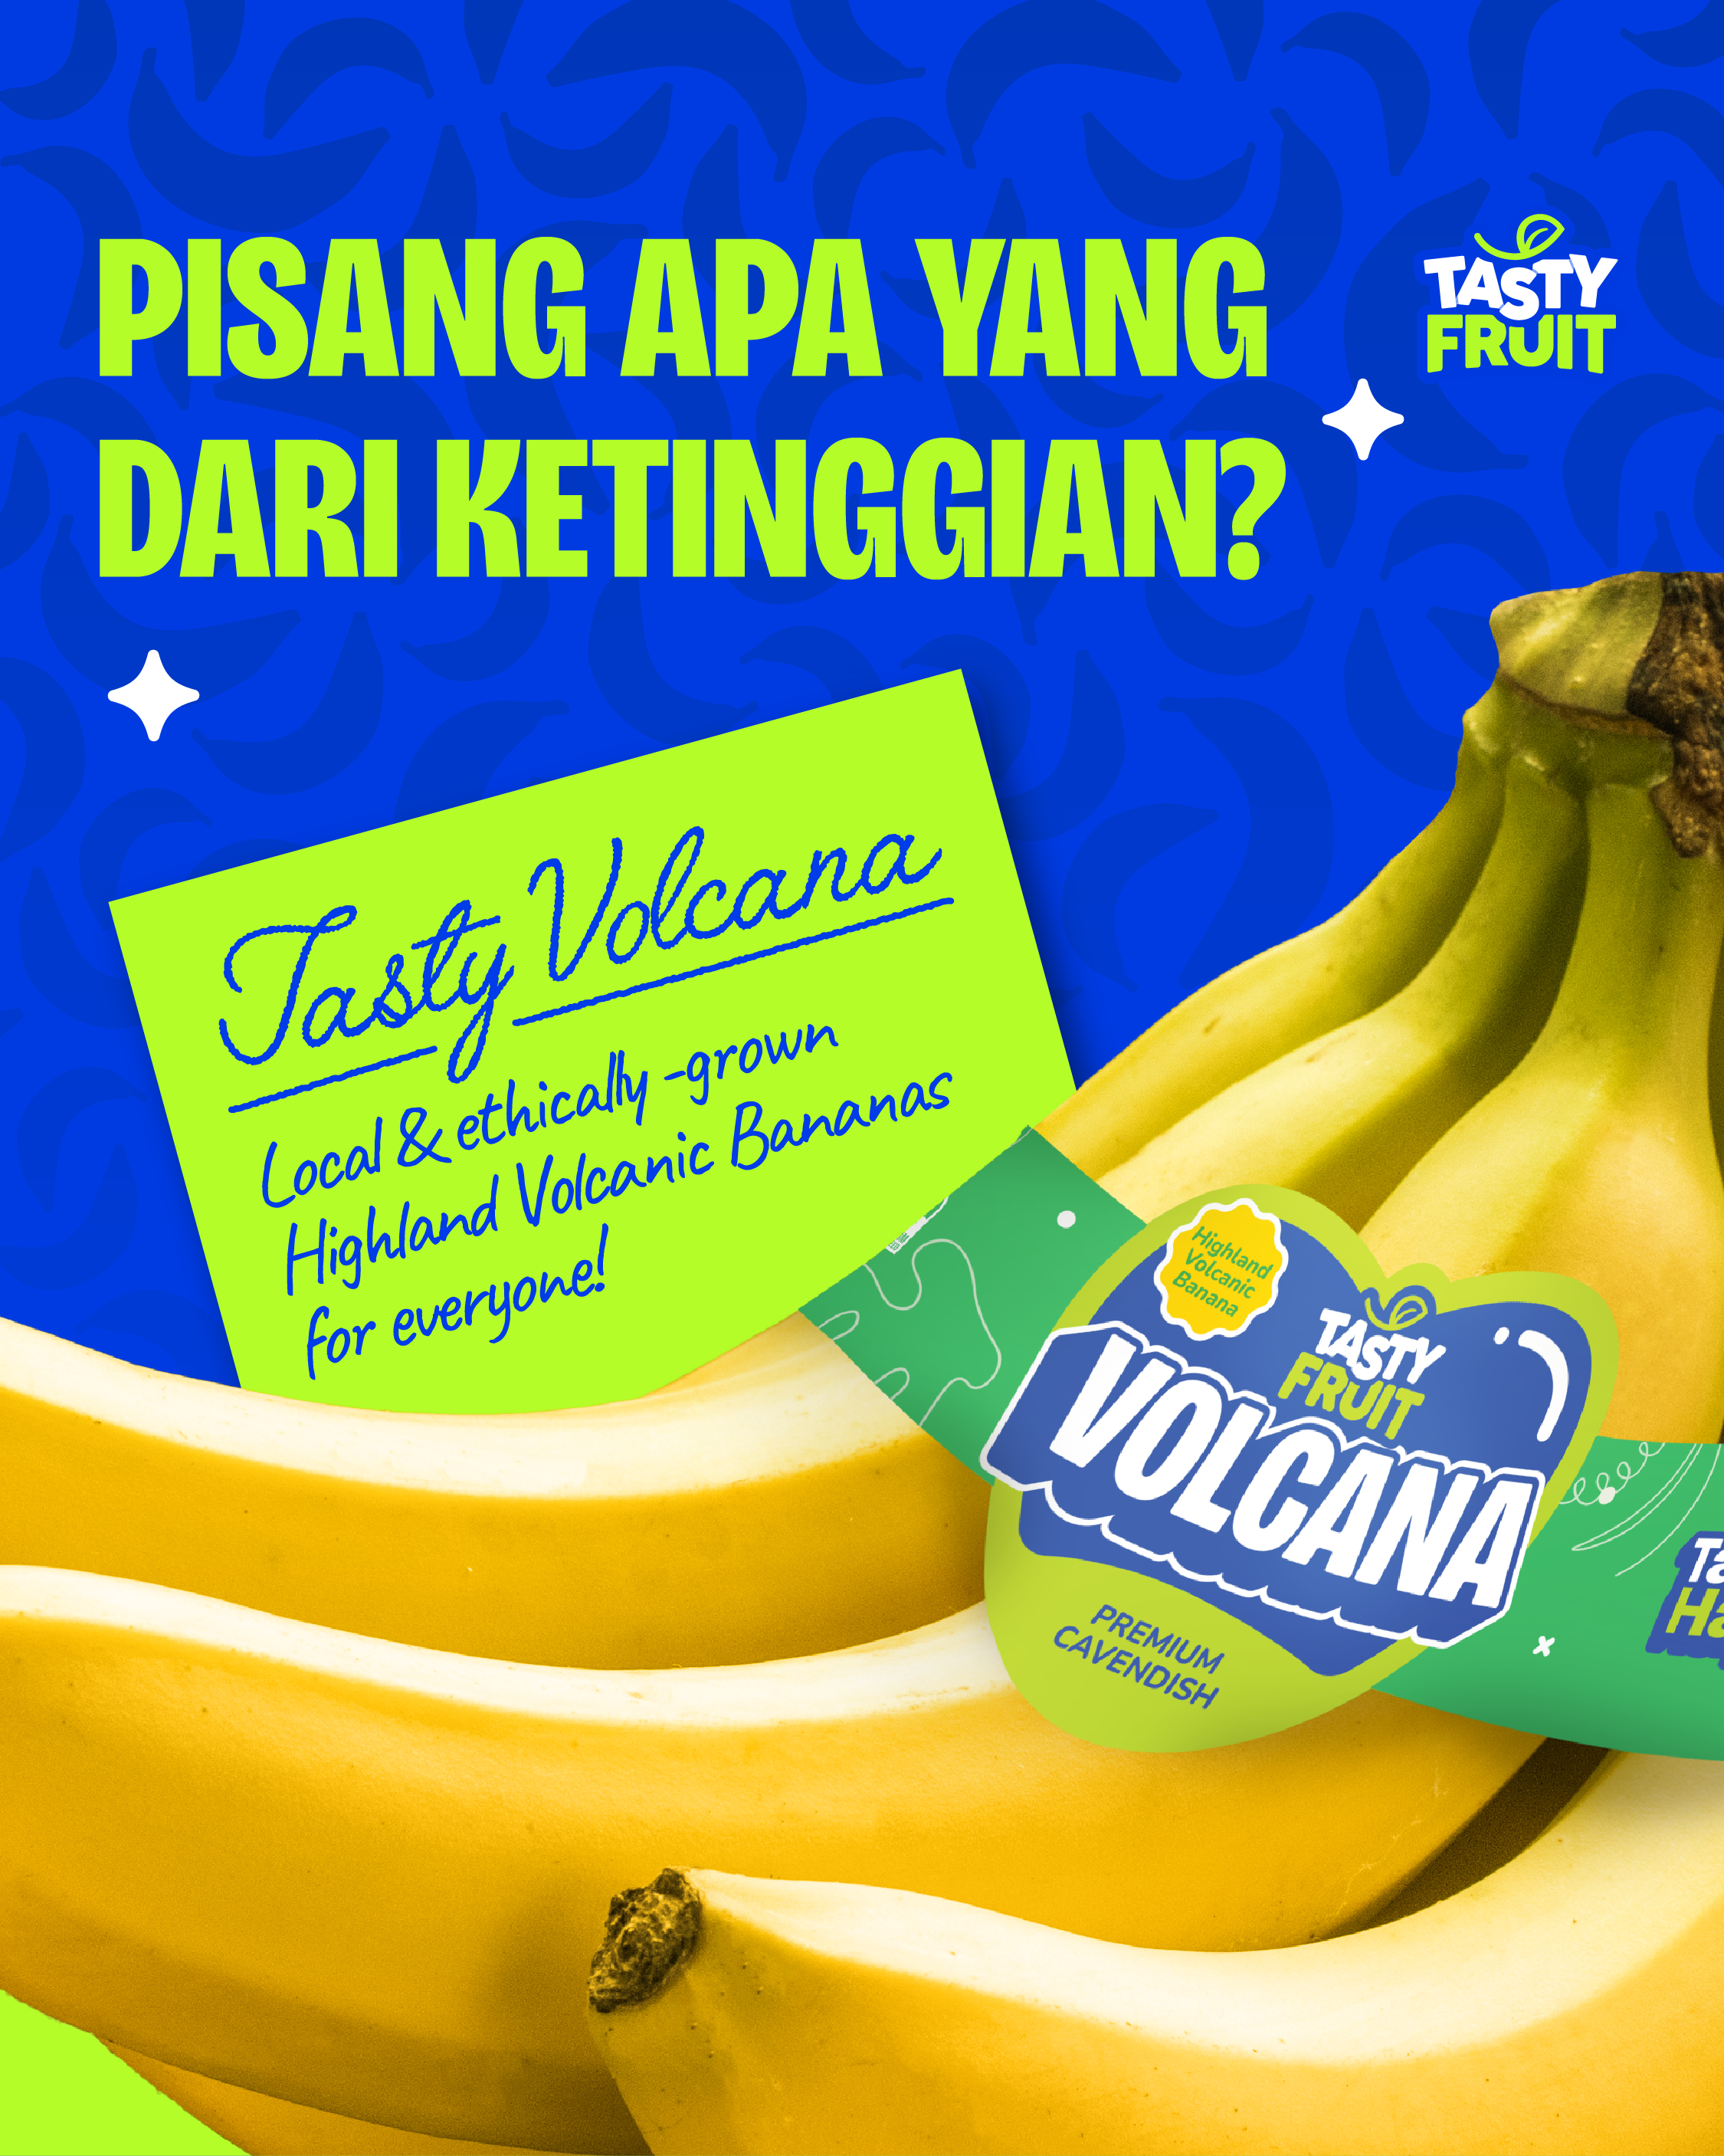 PISANG APA YANG
DARI KETINGGIAN?
TASTY
FRUIT
Tasty Volcana
Local & ethically-grown
Highland Volcanic Bananas
for everyone!
Highland
Volcanic
Banana
TASTY
FRUIT
VOLCANA
PREMIUM
CAVENDISH